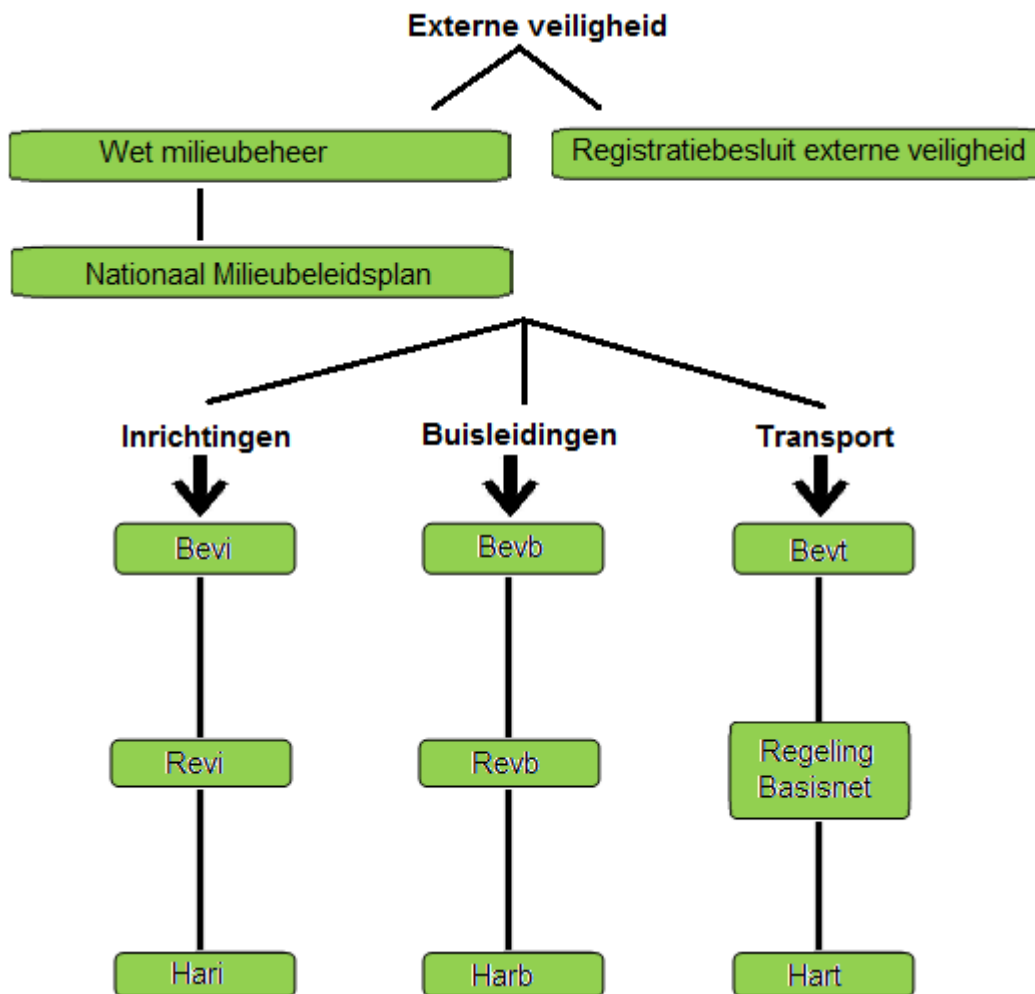 Externe veiligheid
Wet milieubeheer
Registratiebesluit externe veiligheid
Nationaal Milieubeleidsplan
Inrichtingen
Buisleidingen
Transport
Bevi
Bevb
Bevt
Revi
Revb
Regeling
Basisnet
Hari
Harb
Hart